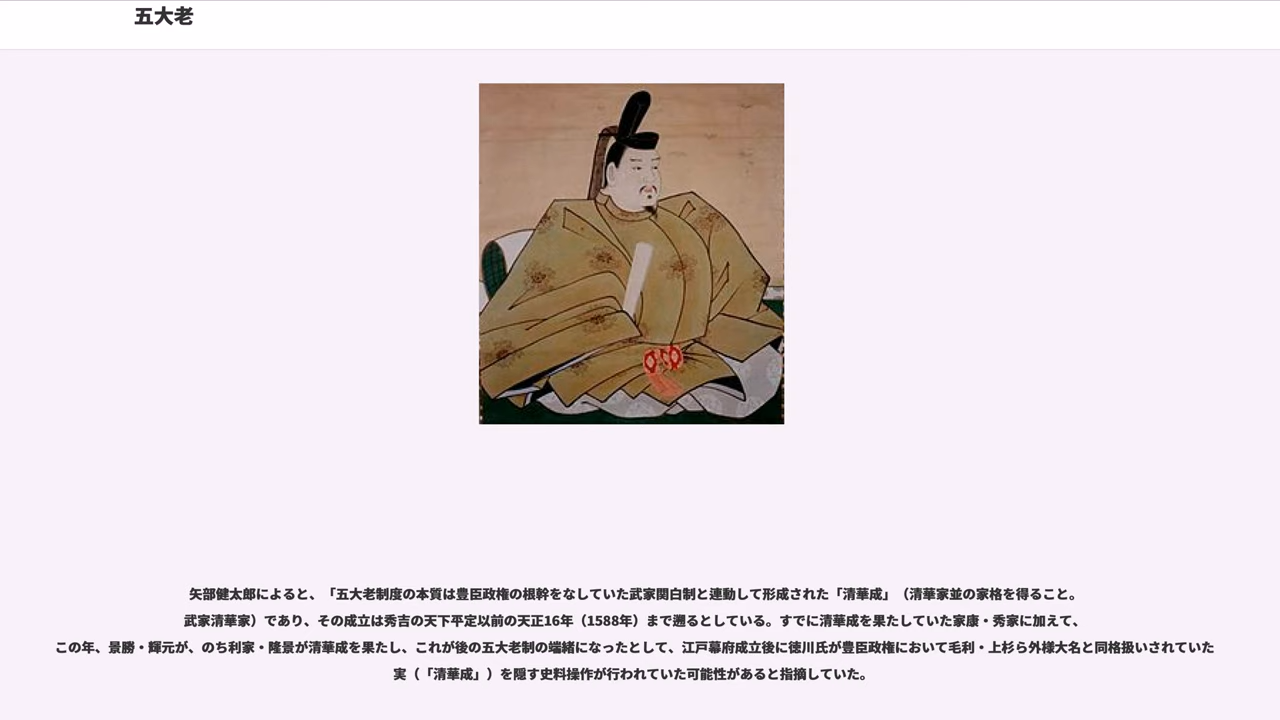 五大老
矢部健太郎によると、「五大老制度の本質は豊臣政権の根幹をなしていた武家関白制と連動して形成された「清華成」（清華家並の家格を得ること。
武家清華家）であり、その成立は秀吉の天下平定以前の天正16年（1588年）まで遡るとしている。すでに清華成を果たしていた家康・秀家に加えて、
この年、景勝・輝元が、のち利家・隆景が清華成を果たし、これが後の五大老制の端緒になったとして、江戸幕府成立後に徳川氏が豊臣政権において毛利・上杉ら外様大名と同格扱いされていた
実（「清華成」）を隠す史料操作が行われていた可能性があると指摘していた。